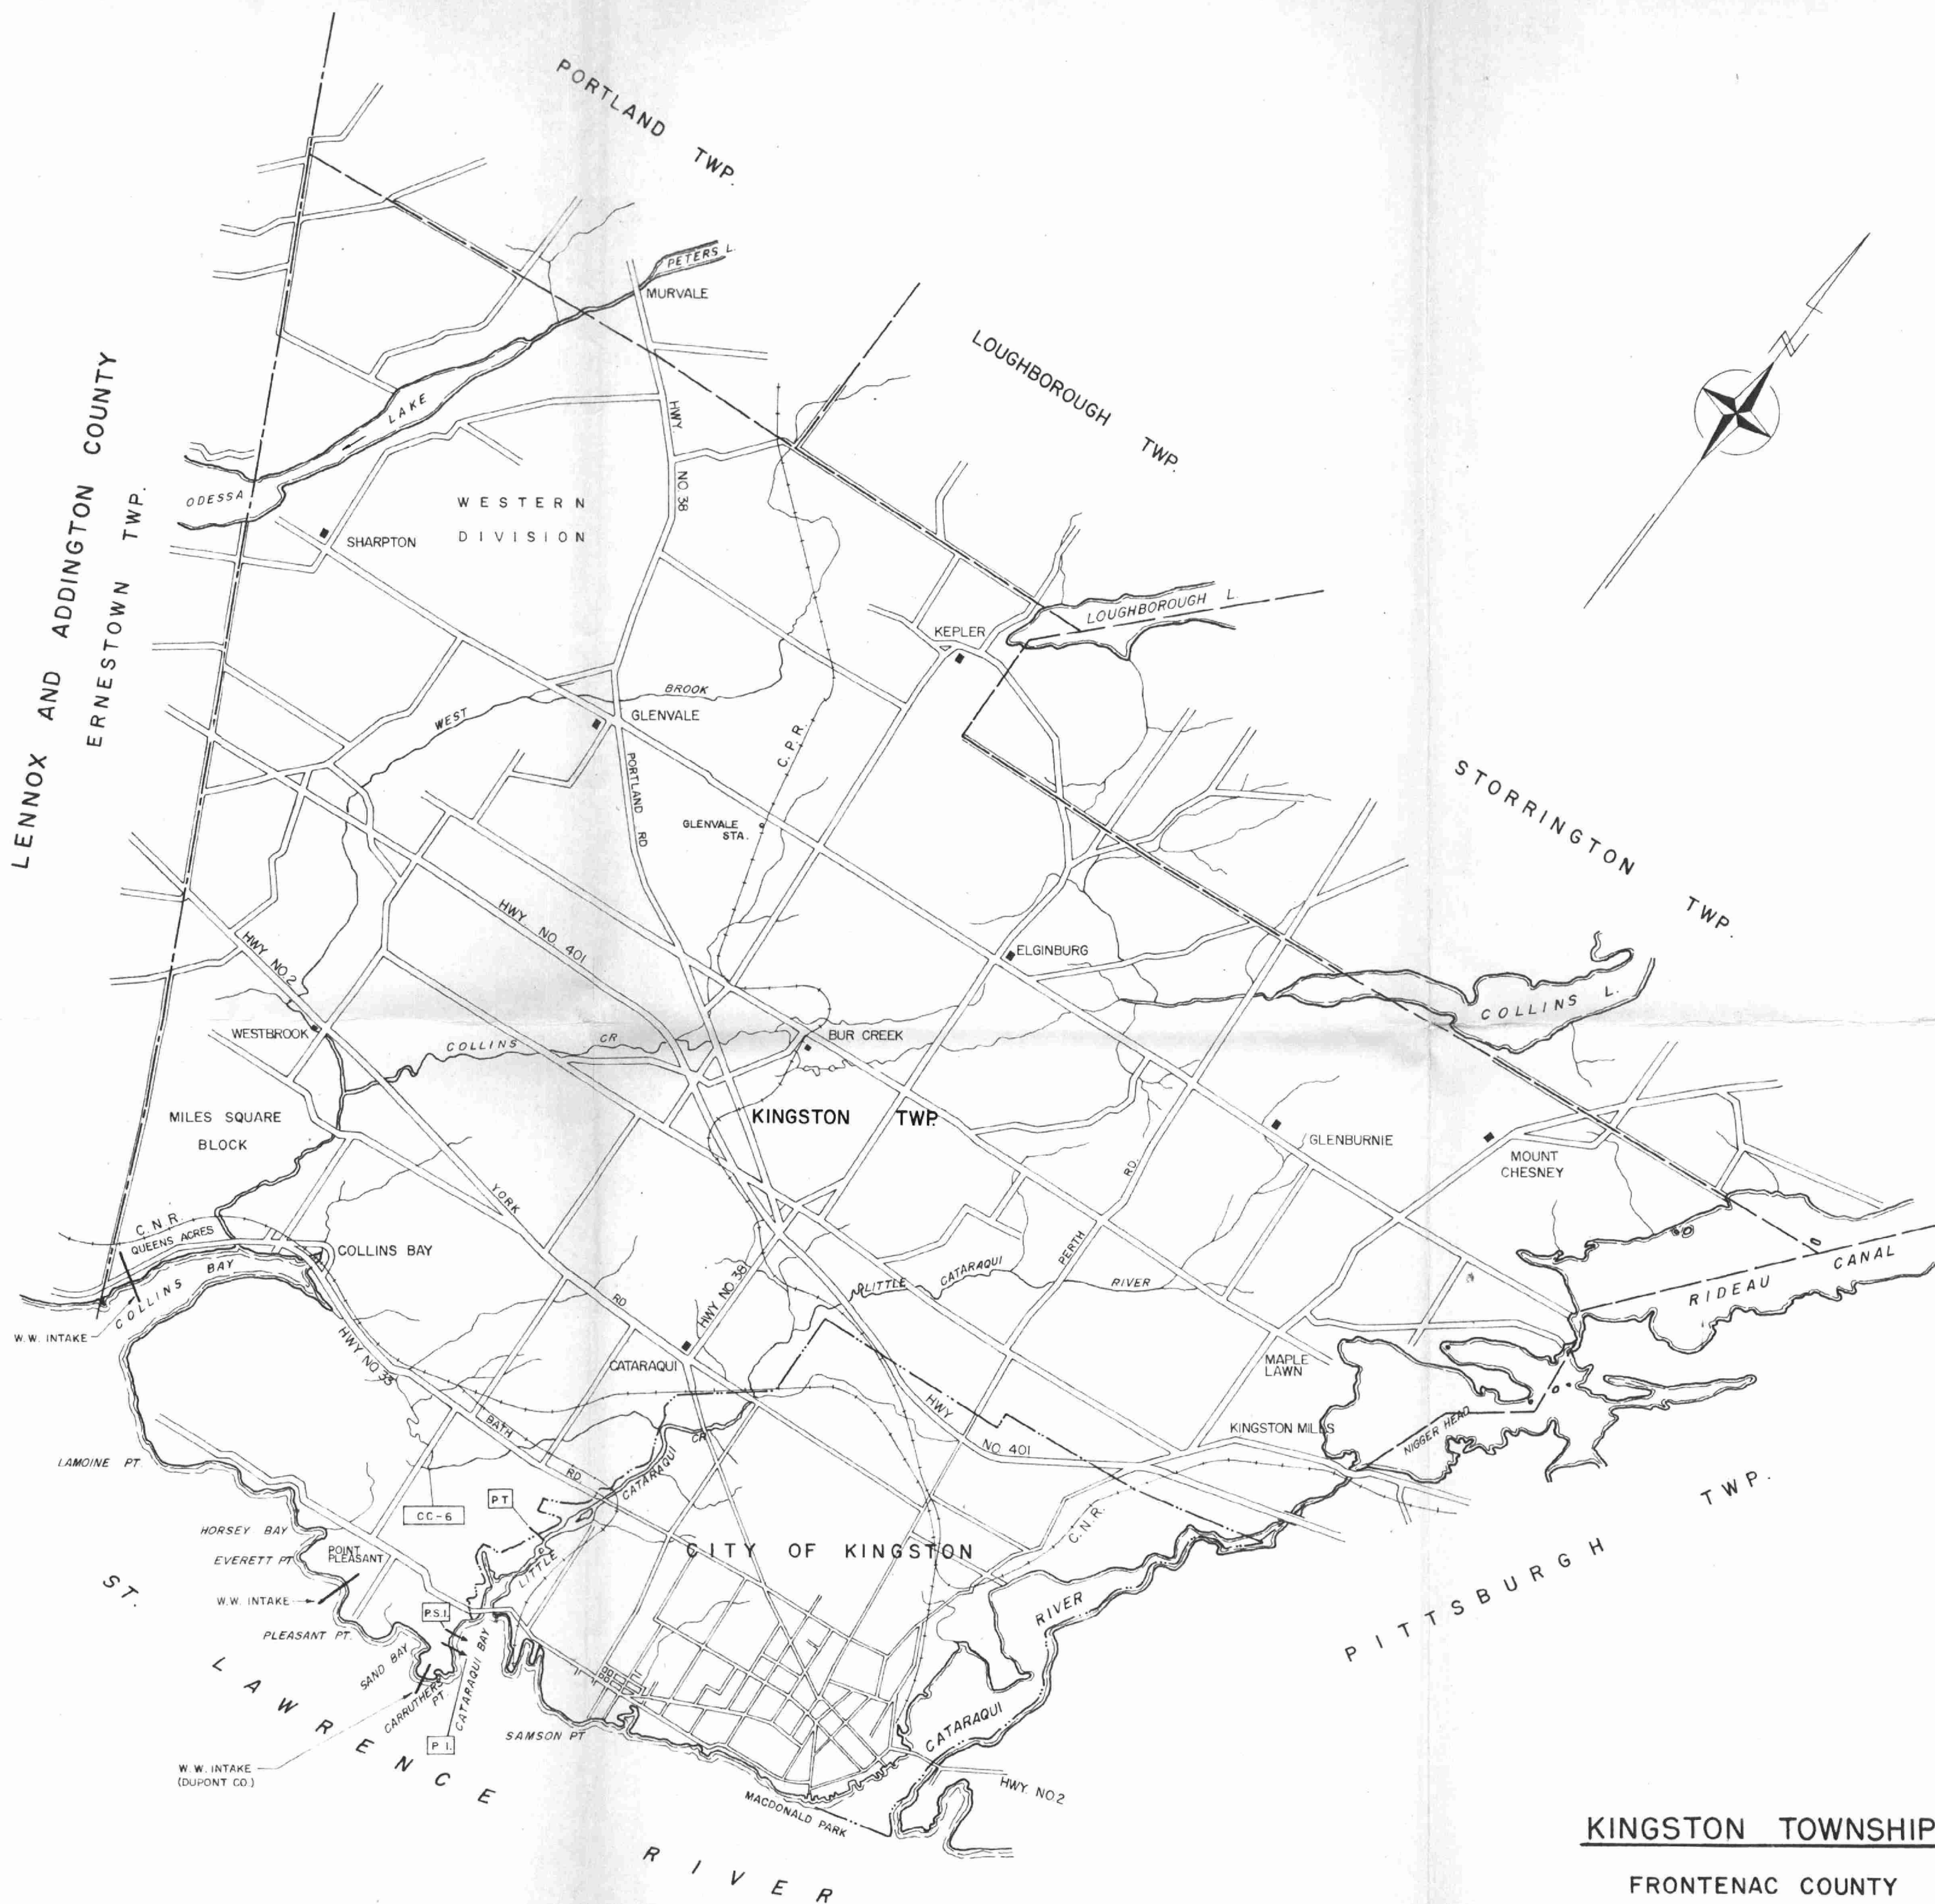 PORTLAND TWP.
LOUGHBOROUGH TWP.
STORRINGTON TWP.
PITTSBURGH TWP.
LENNOX AND ADDINGTON COUNTY
ERNESTOWN TWP.
N
PETERS L.
MURVALE
LAKE
ODESSA
HWY.
NO. 38
WESTERN
DIVISION
SHARPTON
LOUGHBOROUGH L.
KEPLER
BROOK
WEST
GLENVALE
C.P.R.
PORTLAND RD
GLENVALE
STA.
HWY NO. 401
HWY NO. 2
ELGINBURG
COLLINS L.
WESTBROOK
COLLINS CR
BUR CREEK
MILES SQUARE
BLOCK
KINGSTON TWP.
GLENBURNIE
MOUNT
CHESNEY
PERTH RD.
YORK RD
C.N.R.
QUEENS ACRES
COLLINS BAY
COLLINS BAY
W.W. INTAKE
HWY NO. 33
HWY NO. 38
LITTLE CATARAQUI RIVER
RIDEAU CANAL
CATARAQUI
MAPLE
LAWN
KINGSTON MILLS
NIGGER HEAD
BATH RD.
HWY NO 401
LAMOINE PT.
CC-6
P T
LITTLE CATARAQUI CR
C.N.R.
HORSEY BAY
EVERETT PT
POINT
PLEASANT
CITY OF KINGSTON
W.W. INTAKE
P.S.I.
PLEASANT PT.
SAND BAY
CARRUTHERS
PT
CATARAQUI BAY
P I.
SAMSON PT
W.W. INTAKE
(DUPONT CO.)
CATARAQUI RIVER
HWY. NO.2
MACDONALD PARK
ST. LAWRENCE RIVER
KINGSTON TOWNSHIP
FRONTENAC COUNTY